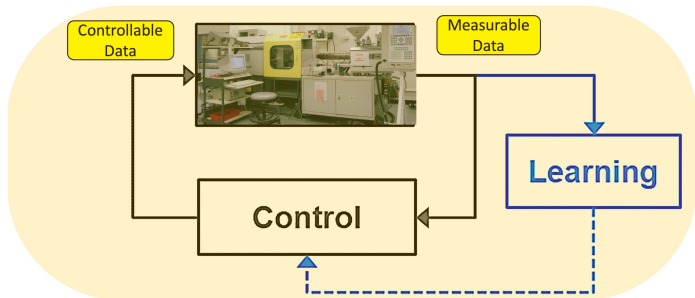 Controllable
Data
Measurable
Data
Learning
Control